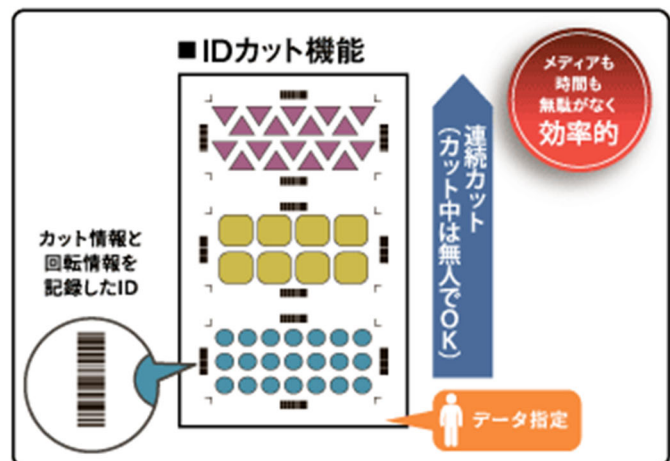 ■IDカット機能
メディアも
時間も
無駄がなく
効率的
連続カット
(カット中は無人でOK)
カット情報と
回転情報を
記録したID
データ指定